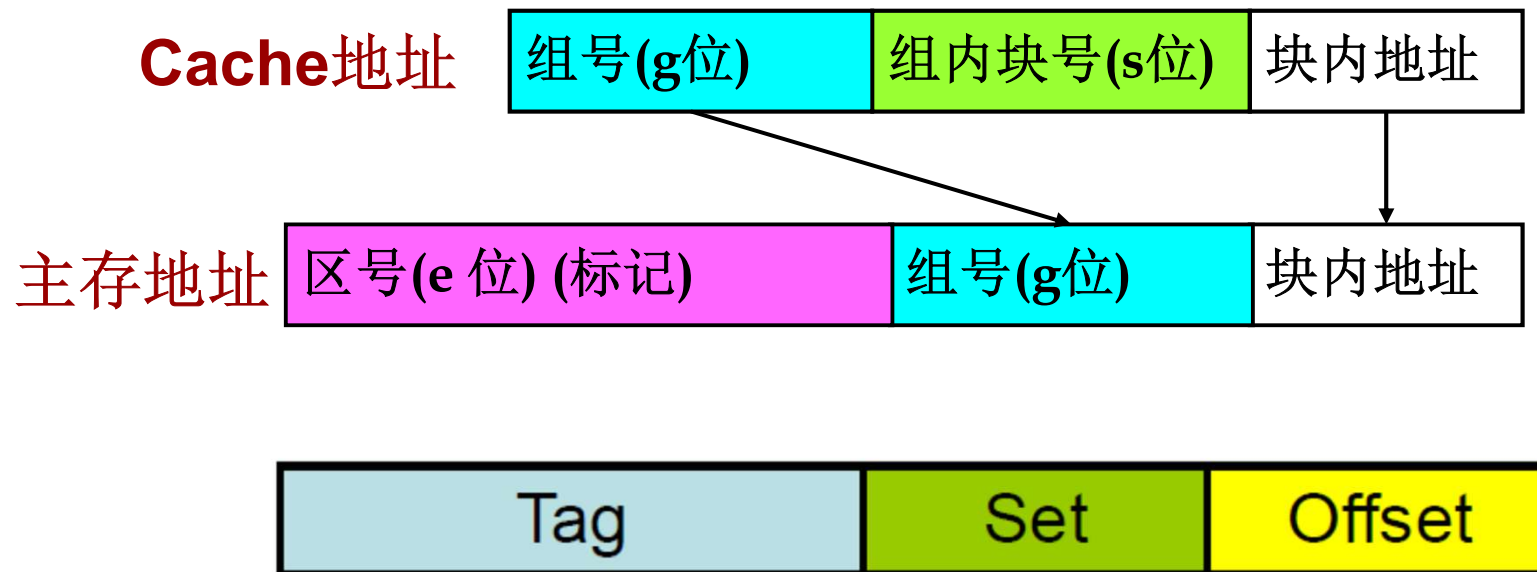 Cache地址 组号(g位) 组内块号(s位) 块内地址
主存地址 区号(e 位) (标记) 组号(g位) 块内地址
Tag Set Offset